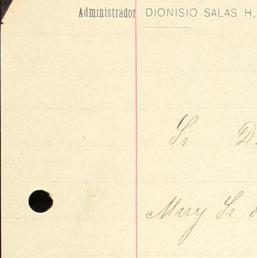 Administrador DIONISIO SALAS H,
Sr D
Muy Sr